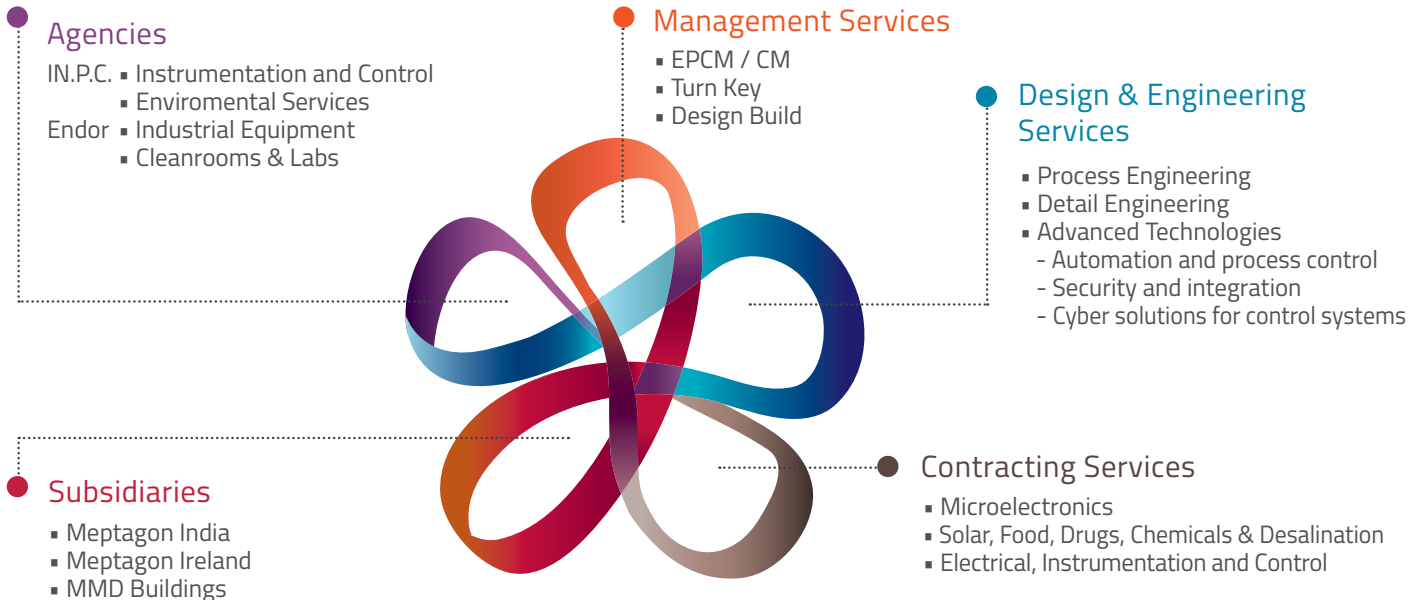 Agencies
IN.P.C. ▪ Instrumentation and Control
▪ Enviromental Services
Endor ▪ Industrial Equipment
▪ Cleanrooms & Labs
Management Services
▪ EPCM / CM
▪ Turn Key
▪ Design Build
Design & Engineering
Services
▪ Process Engineering
▪ Detail Engineering
▪ Advanced Technologies
- Automation and process control
- Security and integration
- Cyber solutions for control systems
Subsidiaries
▪ Meptagon India
▪ Meptagon Ireland
▪ MMD Buildings
Contracting Services
▪ Microelectronics
▪ Solar, Food, Drugs, Chemicals & Desalination
▪ Electrical, Instrumentation and Control